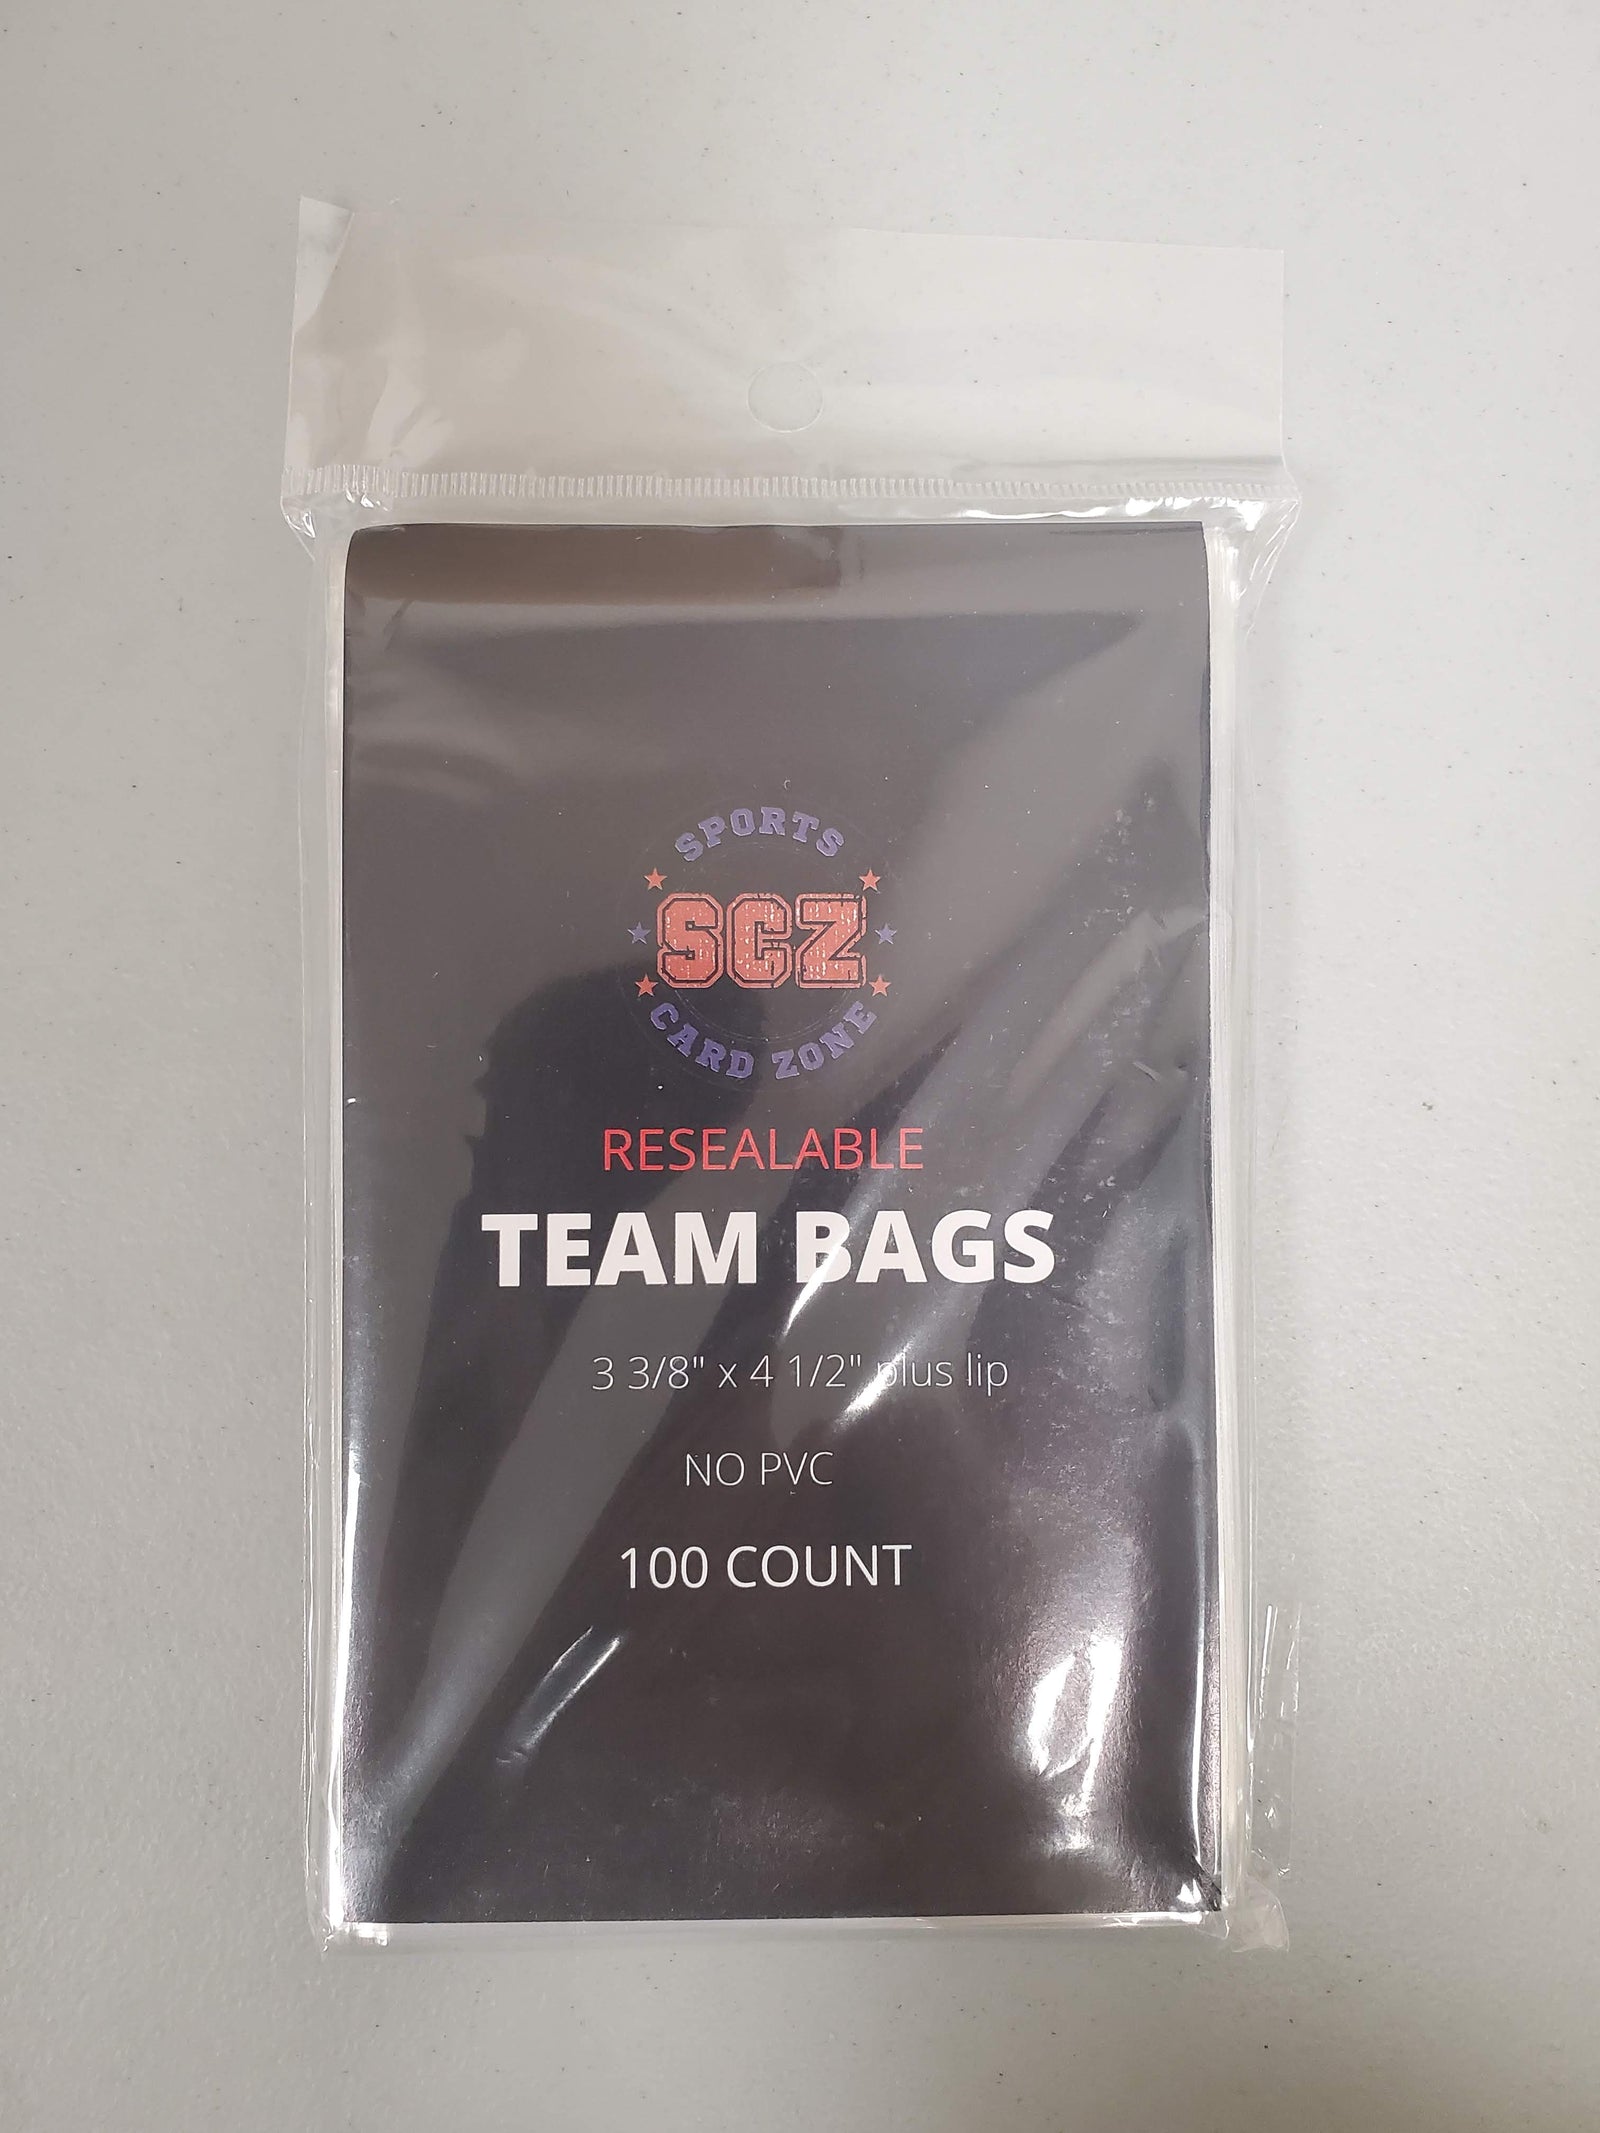 SPORTS
SCZ
CARD ZONE
RESEALABLE
TEAM BAGS
3 3/8" x 4 1/2" plus lip
NO PVC
100 COUNT